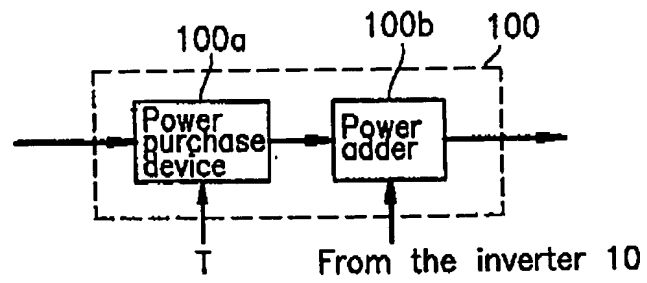 100a
100b
100
Power
purchase
device
Power
adder
T
From the inverter 10